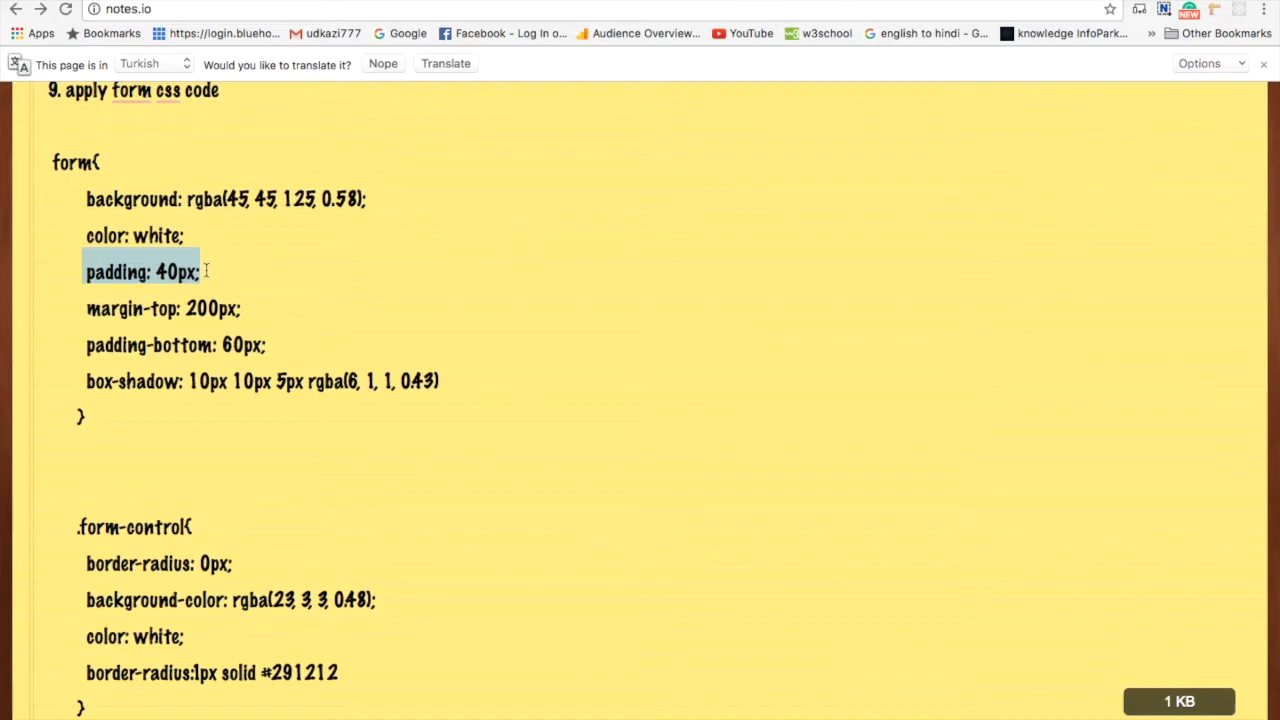 notes.io
Apps Bookmarks https://login.blueho... udkazi777 Google Facebook - Log In o... Audience Overview... YouTube w3school english to hindi - G... knowledge InfoPark... » Other Bookmarks
NEW
This page is in Turkish Would you like to translate it? Nope Translate Options ×
9. apply form css code
form{
background: rgba(45, 45, 125, 0.58);
color: white;
padding: 40px;
margin-top: 200px;
padding-bottom: 60px;
box-shadow: 10px 10px 5px rgba(6, 1, 1, 0.43)
}
.form-control{
border-radius: 0px;
background-color: rgba(23, 3, 3, 0.48);
color: white;
border-radius:1px solid #291212
}
1 KB